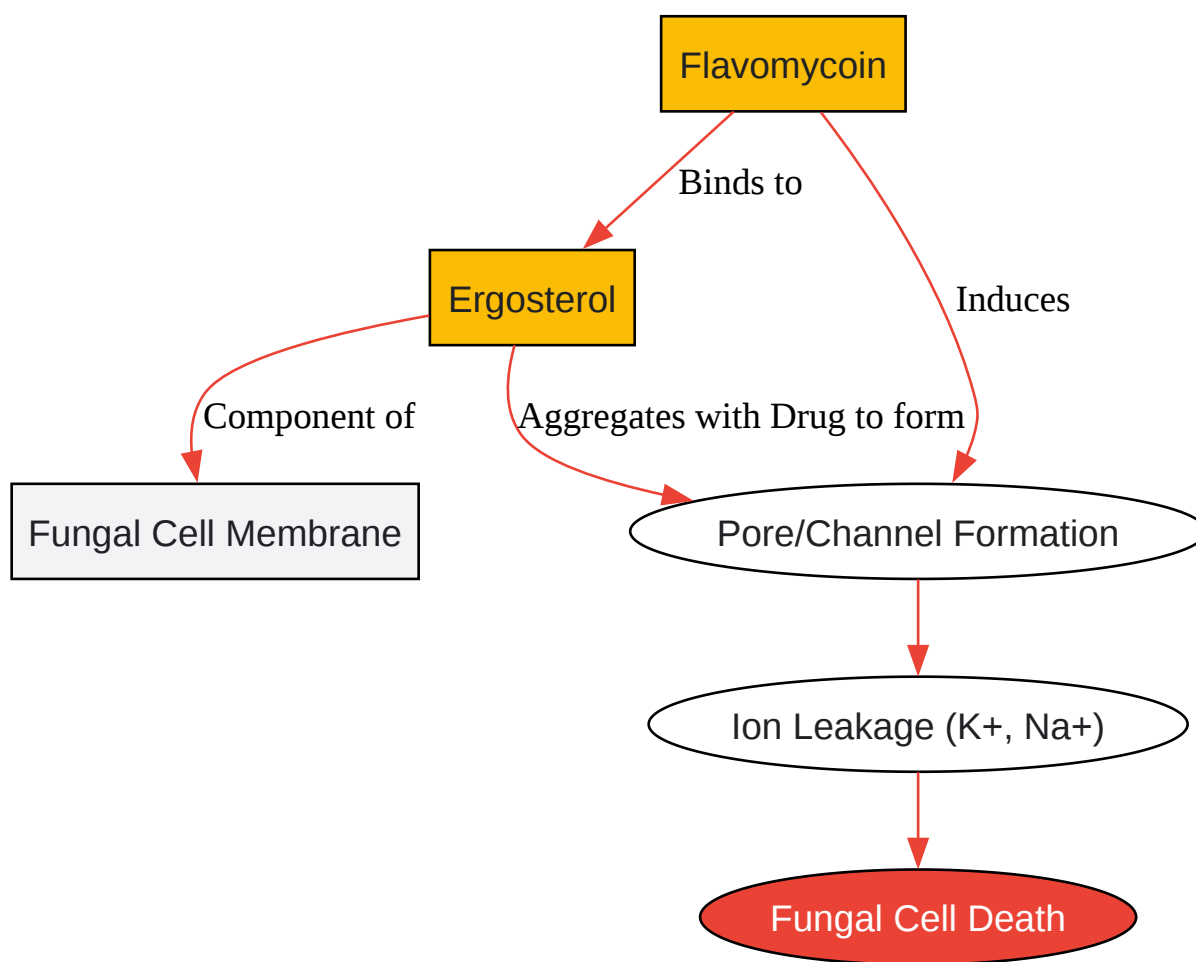 Flavomycoin
Binds to
Ergosterol
Induces
Component of
Aggregates with Drug to form
Fungal Cell Membrane
Pore/Channel Formation
Ion Leakage (K+, Na+)
Fungal Cell Death